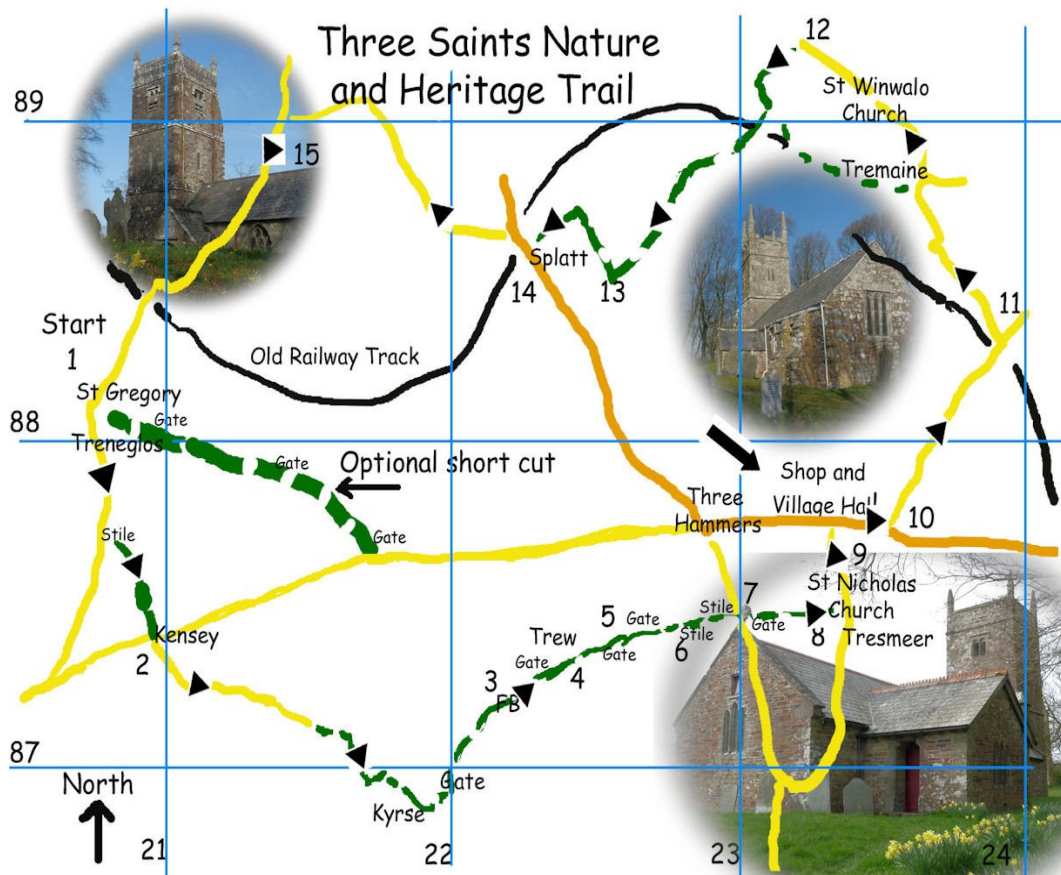 Three Saints Nature
and Heritage Trail
12
St Winwalo
Church
89
15
Tremaine
Splatt
14
13
11
Start
1
Old Railway Track
St Gregory
Gate
88
Treneglos
Gate
Optional short cut
Shop and
Village Hall
Three
Hammers
10
Stile
Gate
9
St Nicholas
Church
Tresmeer
7
Stile
Gate
8
5
Gate
Stile
6
Kensey
2
Trew
Gate
Gate
4
3
FB
87
Gate
Kyrse
North
21
22
23
24